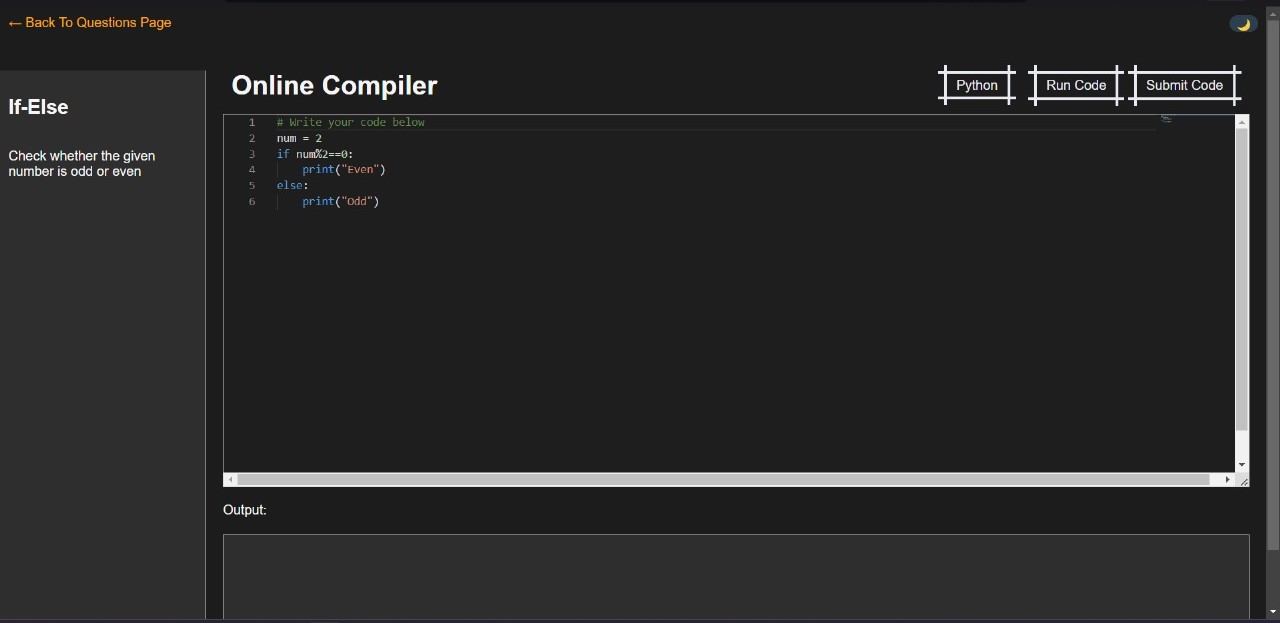 ← Back To Questions Page
If-Else
Check whether the given
number is odd or even
Online Compiler
Python
Run Code
Submit Code
1 # Write your code below
2 num = 2
3 if num%2==0:
4     print("Even")
5 else:
6     print("Odd")
Output: